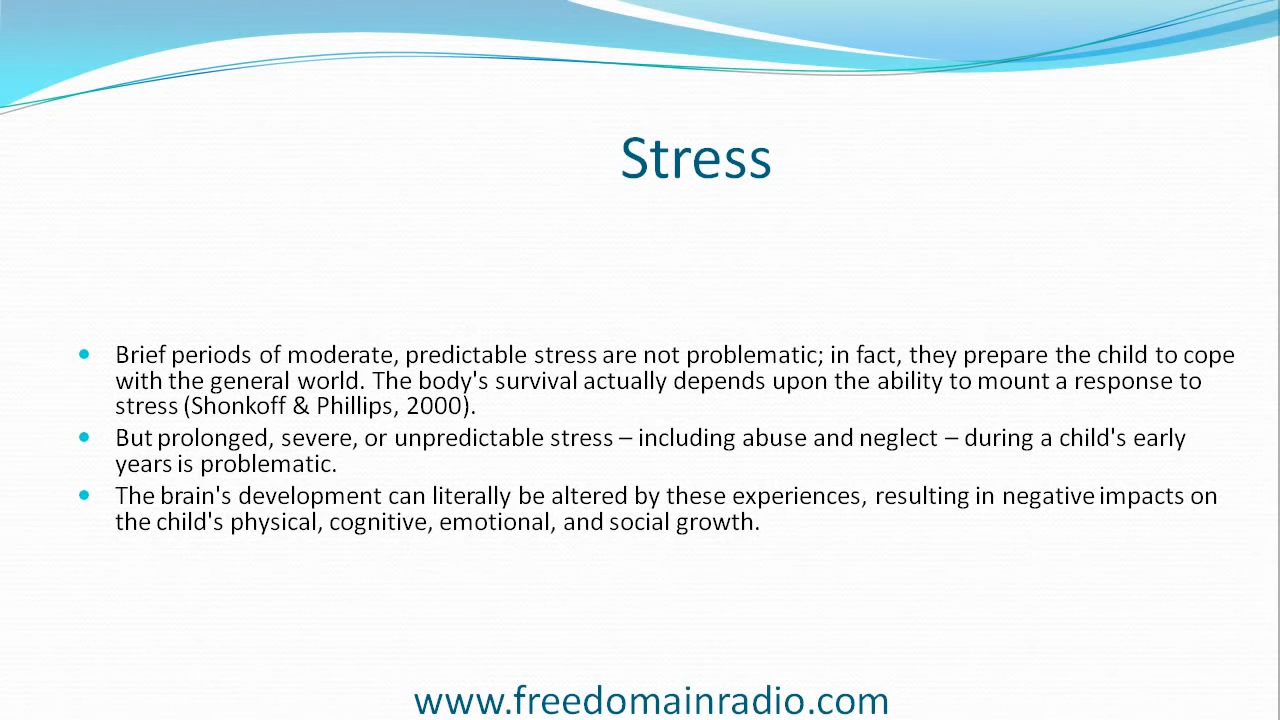 Stress
Brief periods of moderate, predictable stress are not problematic; in fact, they prepare the child to cope
with the general world. The body's survival actually depends upon the ability to mount a response to
stress (Shonkoff & Phillips, 2000).
But prolonged, severe, or unpredictable stress – including abuse and neglect – during a child's early
years is problematic.
The brain's development can literally be altered by these experiences, resulting in negative impacts on
the child's physical, cognitive, emotional, and social growth.
www.freedomainradio.com